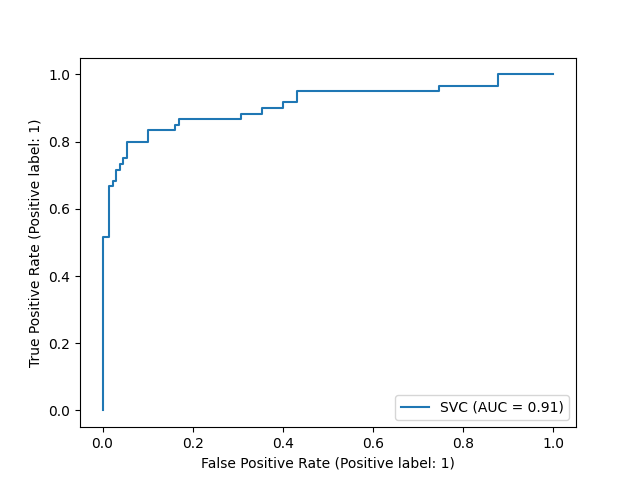 1.0
0.8
0.6
0.4
0.2
0.0
True Positive Rate (Positive label: 1)
SVC (AUC = 0.91)
0.0 0.2 0.4 0.6 0.8 1.0
False Positive Rate (Positive label: 1)